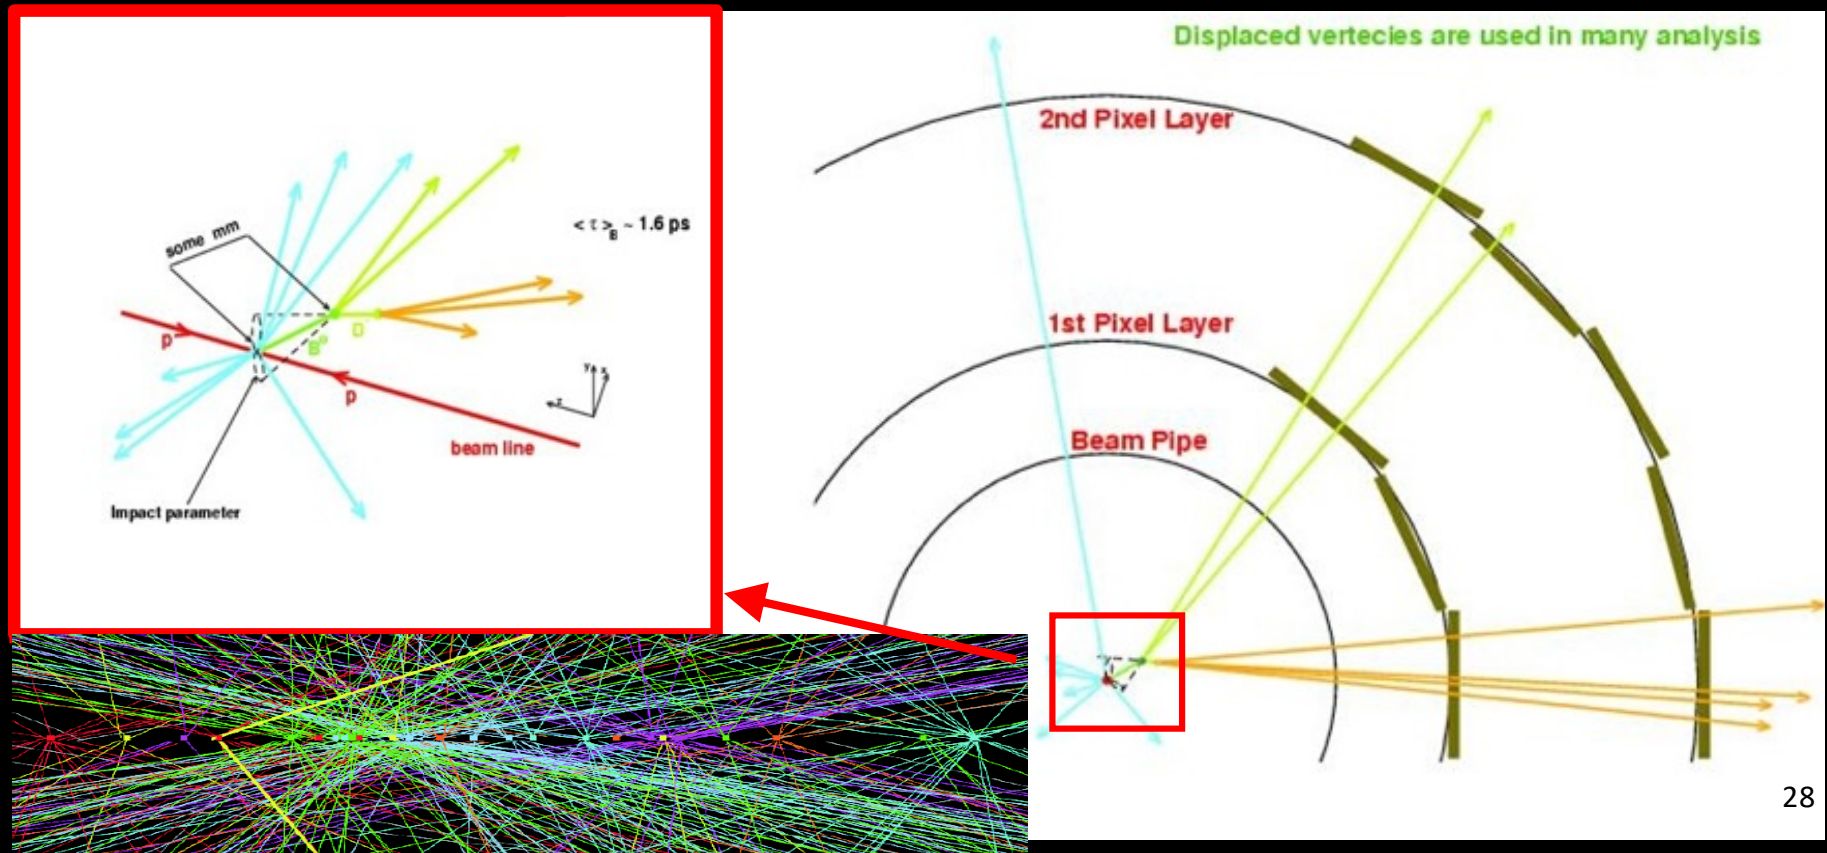 Displaced vertecies are used in many analysis
2nd Pixel Layer
1st Pixel Layer
Beam Pipe
some mm
< τ >B ~ 1.6 ps
p
B⁰
D
p
beam line
Impact parameter
y
x
z
28